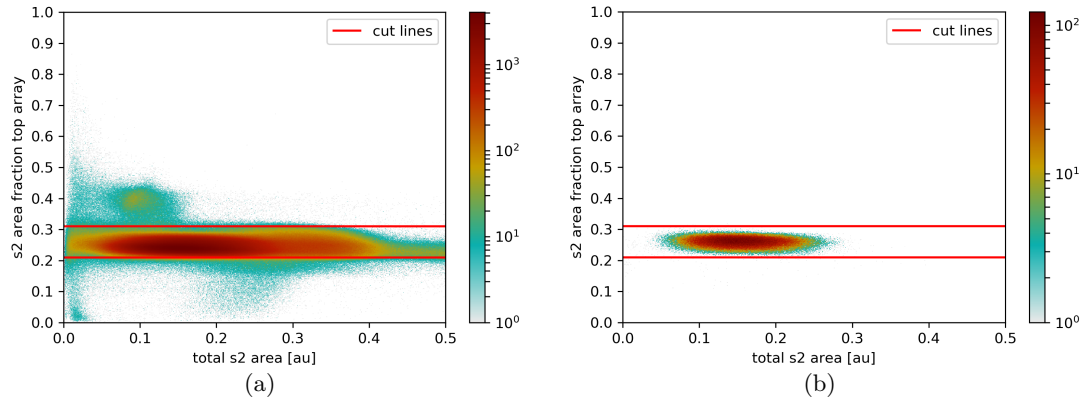 1.0
0.9
0.8
0.7
0.6
0.5
0.4
0.3
0.2
0.1
0.0
s2 area fraction top array
0.0 0.1 0.2 0.3 0.4 0.5
total s2 area [au]
cut lines
10³
10²
10¹
10⁰
(a)
1.0
0.9
0.8
0.7
0.6
0.5
0.4
0.3
0.2
0.1
0.0
s2 area fraction top array
0.0 0.1 0.2 0.3 0.4 0.5
total s2 area [au]
cut lines
10²
10¹
10⁰
(b)